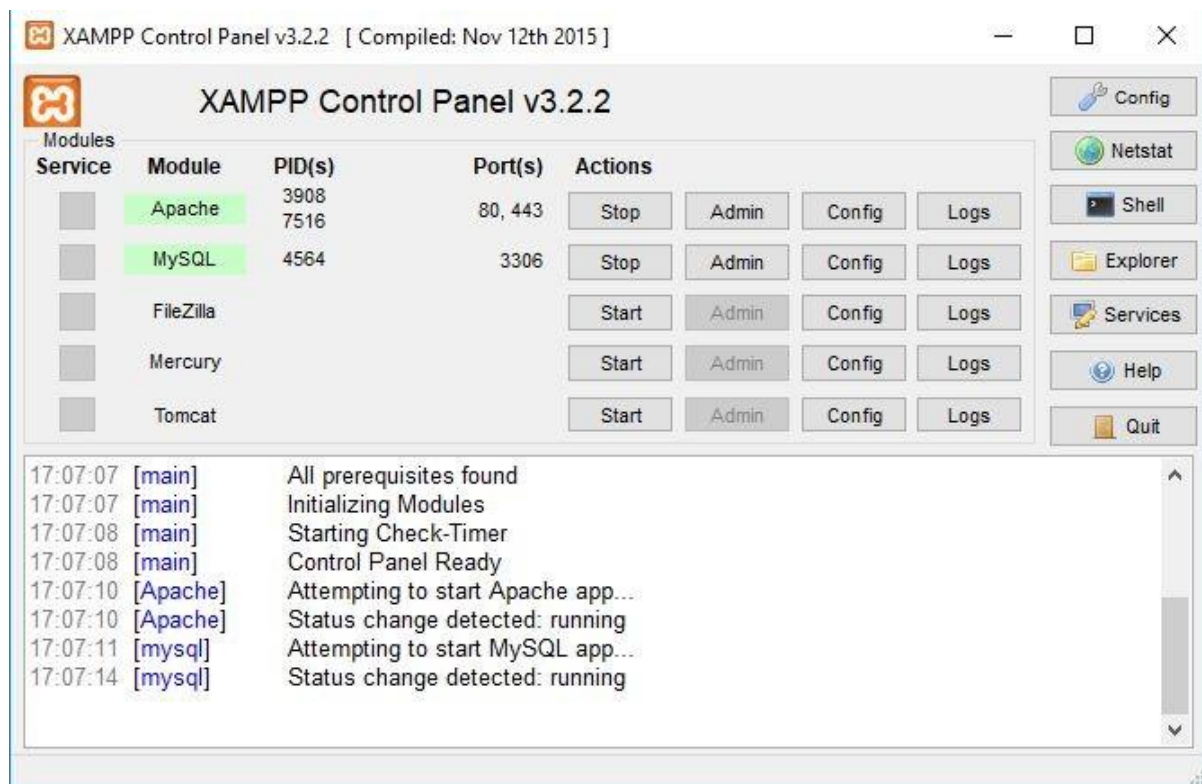 XAMPP Control Panel v3.2.2 [ Compiled: Nov 12th 2015 ]
XAMPP Control Panel v3.2.2
Config
Modules
Service Module PID(s) Port(s) Actions
Netstat
Apache 3908 7516 80, 443 Stop Admin Config Logs
Shell
MySQL 4564 3306 Stop Admin Config Logs
Explorer
FileZilla Start Admin Config Logs
Services
Mercury Start Admin Config Logs
Help
Tomcat Start Admin Config Logs
Quit
17:07:07 [main] All prerequisites found
17:07:07 [main] Initializing Modules
17:07:08 [main] Starting Check-Timer
17:07:08 [main] Control Panel Ready
17:07:10 [Apache] Attempting to start Apache app...
17:07:10 [Apache] Status change detected: running
17:07:11 [mysql] Attempting to start MySQL app...
17:07:14 [mysql] Status change detected: running